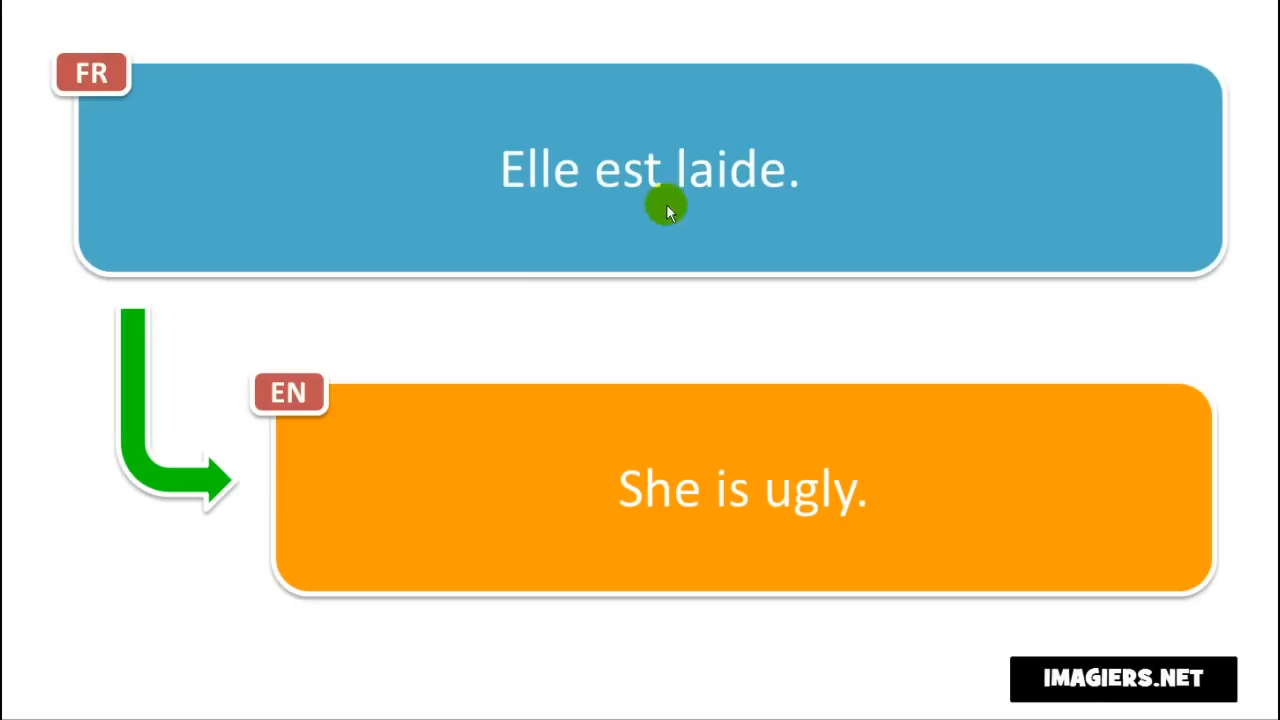 FR
Elle est laide.
EN
She is ugly.
IMAGIERS.NET